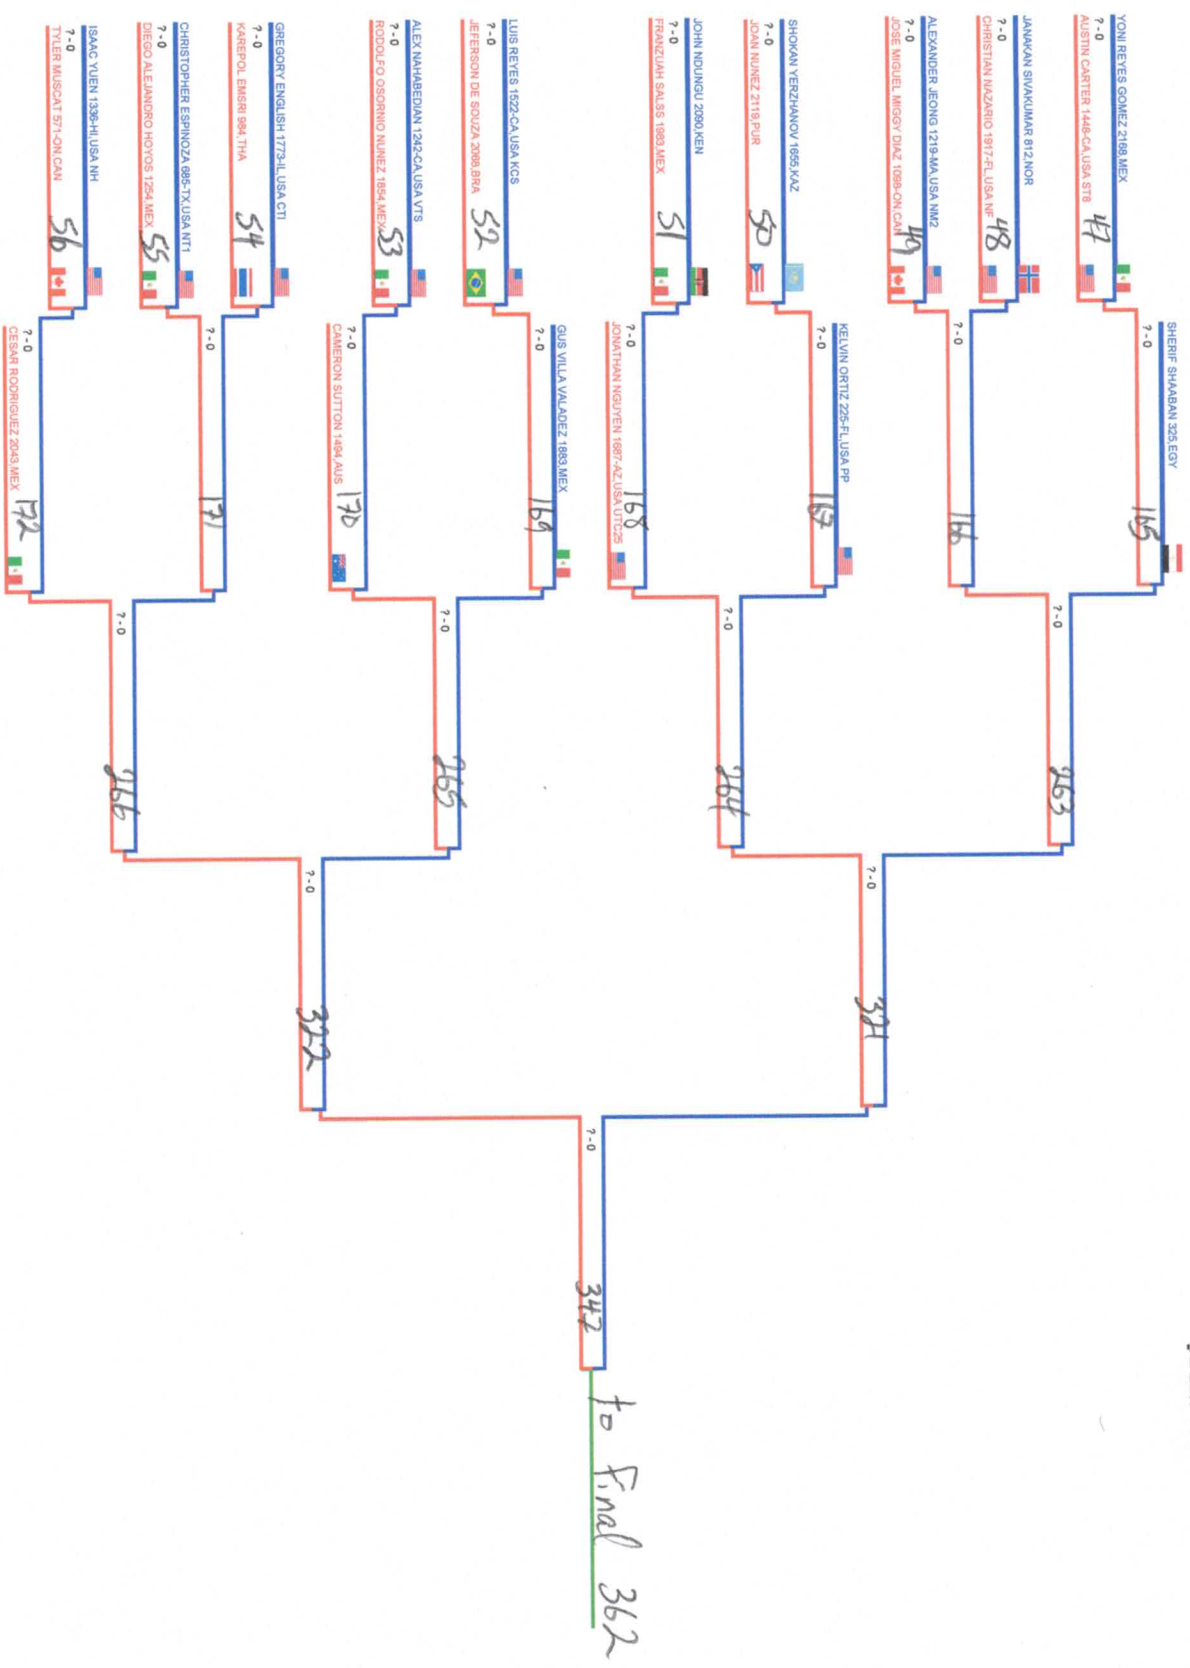 YONI REYES GOMEZ 2168,MEX
? - 0 47
AUSTIN CARTER 1448-CA,USA ST8
SHERIF SHAABAN 325,EGY
? - 0 165
JANAKAN SIVAKUMAR 812,NOR
? - 0 48
CHRISTIAN NAZARIO 1917-FL,USA NF
? - 0 166
ALEXANDER JEONG 1219-MA,USA NM2
? - 0 49
JOSE MIGUEL MIGGY DIAZ 1098-ON,CAN
? - 0 263
SHOKAN YERZHANOV 1655,KAZ
? - 0 50
JOAN NUNEZ 2119,PUR
KELVIN ORTIZ 225-FL,USA PP
? - 0 167
JOHN NDUNGU 2090,KEN
? - 0 51
FRANZUAH SALSS 1983,MEX
? - 0 168
JONATHAN NGUYEN 1687-AZ,USA UTC25
? - 0 264
? - 0 321
LUIS REYES 1522-CA,USA KCS
? - 0 52
JEFERSON DE SOUZA 2068,BRA
GUS VILLA VALADEZ 1883,MEX
? - 0 169
ALEX NAHABEDIAN 1242-CA,USA VTS
? - 0 53
RODOLFO OSORNIO NUNEZ 1854,MEX
? - 0 170
CAMERON SUTTON 1494,AUS
? - 0 265
GREGORY ENGLISH 1773-IL,USA CTI
? - 0 54
KAREPOL EMSRI 984,THA
CHRISTOPHER ESPINOZA 685-TX,USA NT1
? - 0 55
DIEGO ALEJANDRO HOYOS 1254,MEX
? - 0 171
ISAAC YUEN 1336-HI,USA NH
? - 0 56
TYLER MUSCAT 571-ON,CAN
? - 0 172
CESAR RODRIGUEZ 2043,MEX
? - 0 266
? - 0 322
? - 0 342
to Final 362